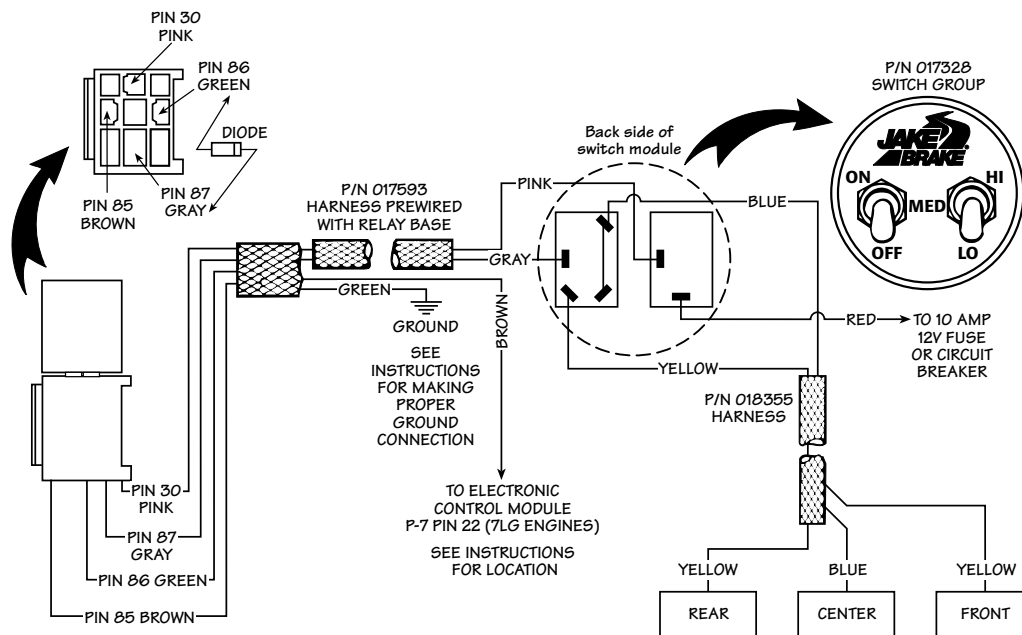 PIN 30
PINK
PIN 86
GREEN
DIODE
PIN 87
GRAY
PIN 85
BROWN
P/N 017593
HARNESS PREWIRED
WITH RELAY BASE
Back side of
switch module
P/N 017328
SWITCH GROUP
JAKE
BRAKE®
ON
MED
HI
OFF
LO
PINK
BLUE
GRAY
GREEN
BROWN
GROUND
SEE
INSTRUCTIONS
FOR MAKING
PROPER
GROUND
CONNECTION
RED
TO 10 AMP
12V FUSE
OR CIRCUIT
BREAKER
YELLOW
P/N 018355
HARNESS
PIN 30
PINK
PIN 87
GRAY
PIN 86 GREEN
PIN 85 BROWN
TO ELECTRONIC
CONTROL MODULE
P-7 PIN 22 (7LG ENGINES)
SEE INSTRUCTIONS
FOR LOCATION
YELLOW
BLUE
YELLOW
REAR
CENTER
FRONT